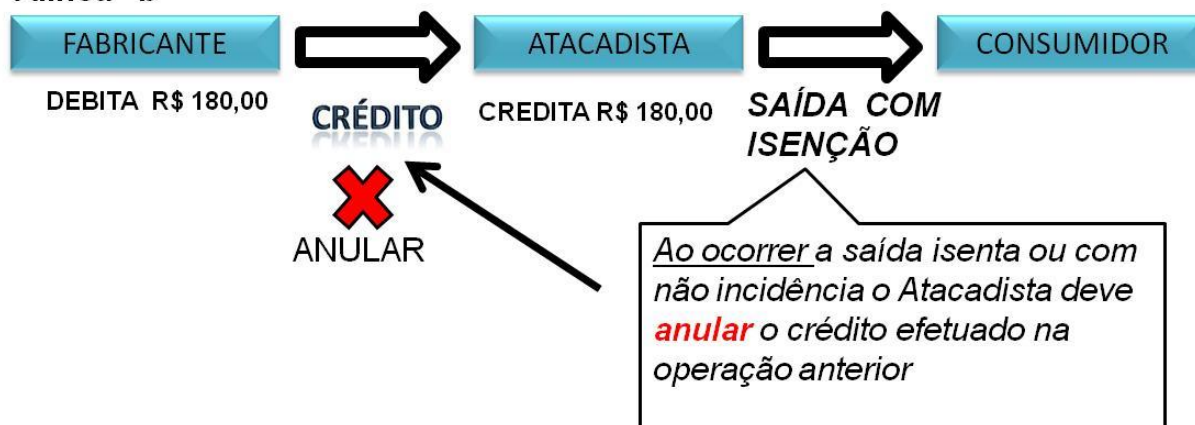 FABRICANTE
ATACADISTA
CONSUMIDOR
DEBITA R$ 180,00
CRÉDITO
CREDITA R$ 180,00
SAÍDA COM
ISENÇÃO
ANULAR
Ao ocorrer a saída isenta ou com
não incidência o Atacadista deve
anular o crédito efetuado na
operação anterior